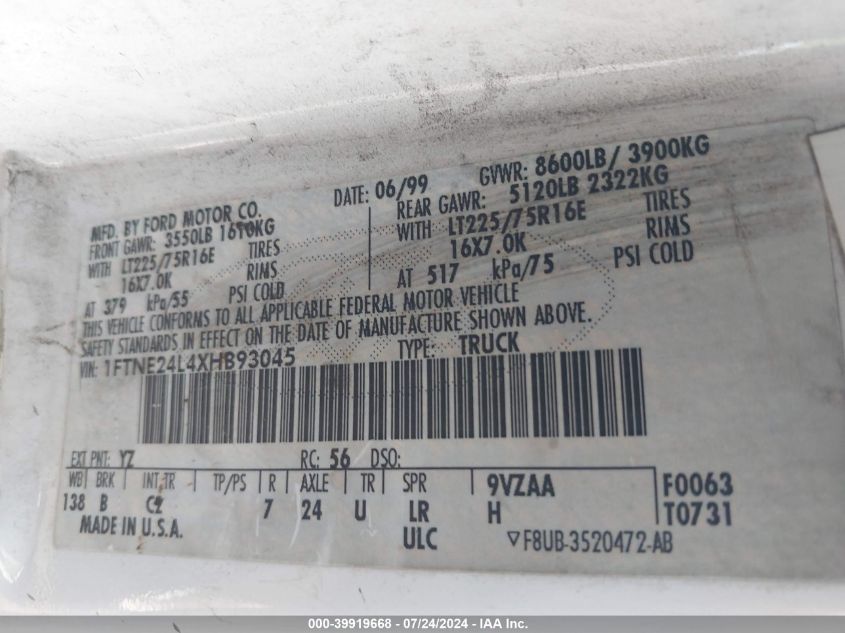 MFD. BY FORD MOTOR CO.
FRONT GAWR: 3550LB 1610KG
WITH LT225/75R16E TIRES
16X7.0K RIMS
AT 379 kPa/55 PSI COLD
DATE: 06/99 GVWR: 8600LB/ 3900KG
REAR GAWR: 5120LB 2322KG
WITH LT225/75R16E TIRES
16X7.0K RIMS
AT 517 kPa/75 PSI COLD
THIS VEHICLE CONFORMS TO ALL APPLICABLE FEDERAL MOTOR VEHICLE
SAFETY STANDARDS IN EFFECT ON THE DATE OF MANUFACTURE SHOWN ABOVE.
VIN: 1FTNE24L4XHB93045 TYPE: TRUCK
EXT PNT: YZ RC: 56 DSO:
WB BRK INT TR TP/PS R AXLE TR SPR 9VZAA F0063
138 B C2 7 24 U LR H T0731
MADE IN U.S.A. ULC ▽F8UB-3520472-AB
000-39919668 - 07/24/2024 - IAA Inc.